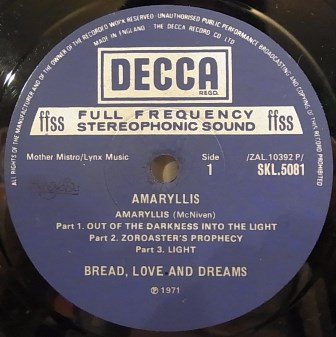 ALL RIGHTS OF THE MANUFACTURER AND OF THE OWNER OF THE RECORDED WORK RESERVED · UNAUTHORISED PUBLIC PERFORMANCE BROADCASTING AND COPYING OF THIS RECORD PROHIBITED
MADE IN ENGLAND THE DECCA RECORD CO LTD
DECCA
REGD.
ffss FULL FREQUENCY STEREOPHONIC SOUND ffss
Mother Mistro/Lynx Music
Side
1
/ZAL.10392 P/
SKL.5081
AMARYLLIS
AMARYLLIS (McNiven)
Part 1. OUT OF THE DARKNESS INTO THE LIGHT
Part 2. ZOROASTER'S PROPHECY
Part 3. LIGHT
BREAD, LOVE AND DREAMS
℗ 1971